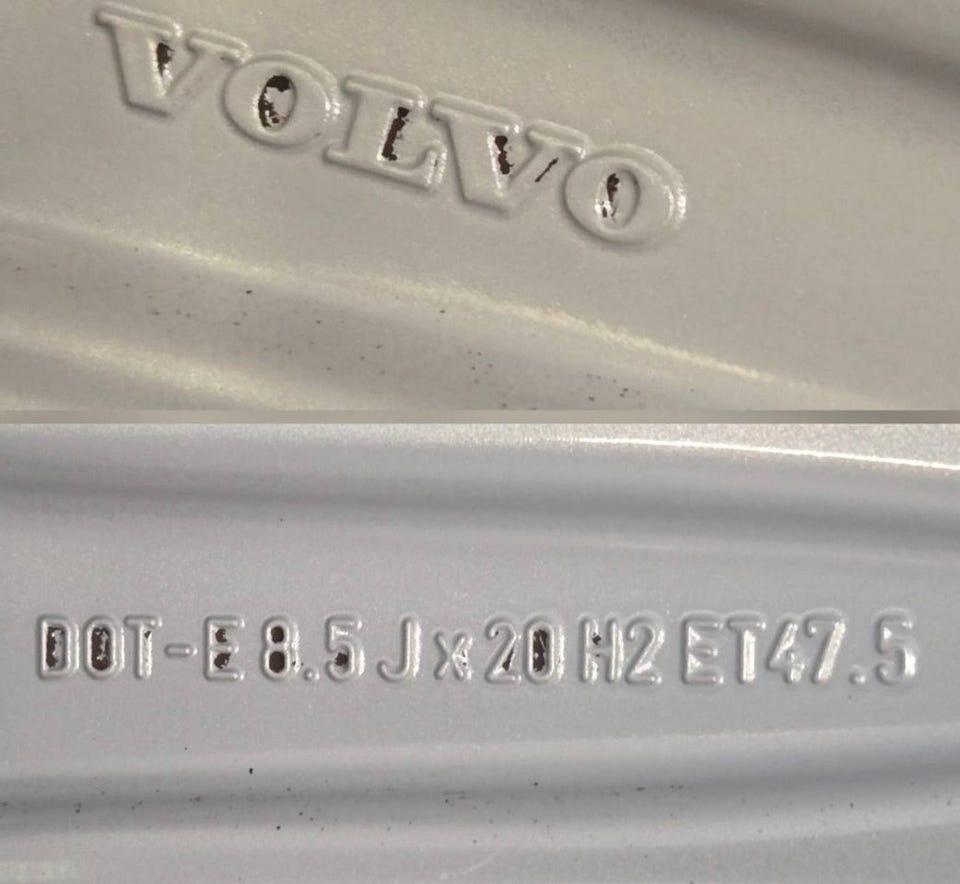 VOLVO
DOT-E 8.5 J x 20 H2 ET47.5